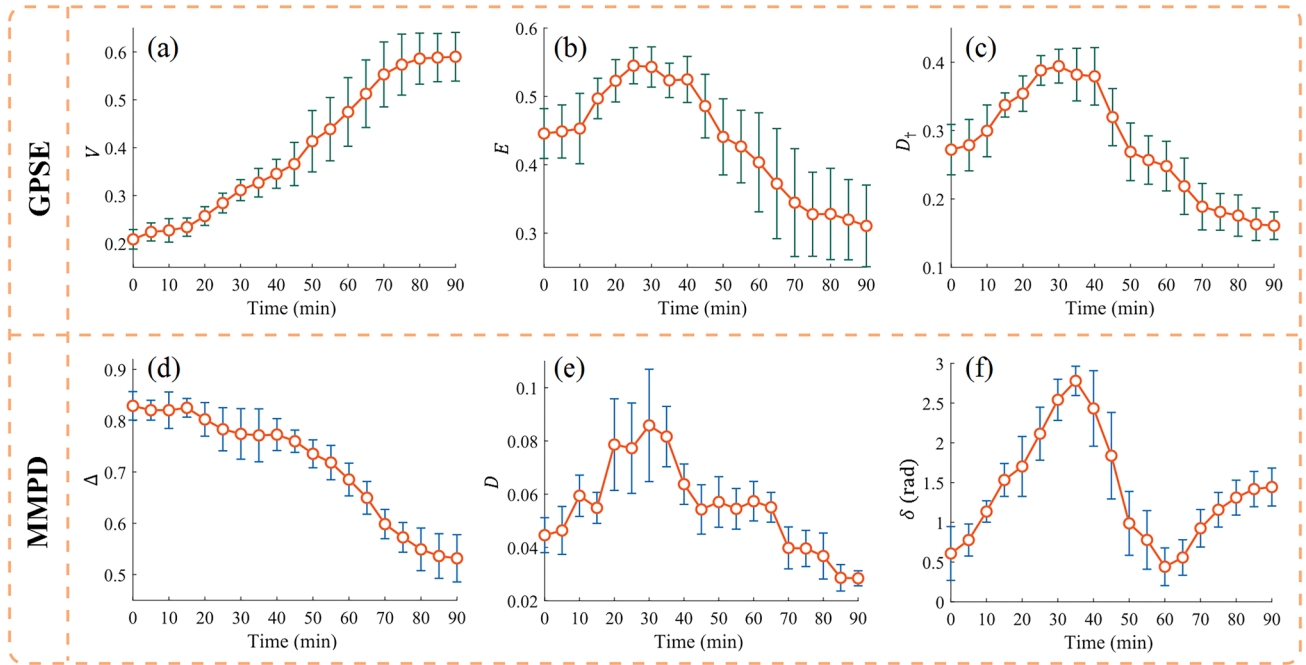 GPSE
(a)
V
0.6
0.5
0.4
0.3
0.2
0 10 20 30 40 50 60 70 80 90
Time (min)
(b)
E
0.6
0.5
0.4
0.3
0 10 20 30 40 50 60 70 80 90
Time (min)
(c)
D†
0.4
0.3
0.2
0.1
0 10 20 30 40 50 60 70 80 90
Time (min)
MMPD
(d)
Δ
0.9
0.8
0.7
0.6
0.5
0 10 20 30 40 50 60 70 80 90
Time (min)
(e)
D
0.1
0.08
0.06
0.04
0.02
0 10 20 30 40 50 60 70 80 90
Time (min)
(f)
δ (rad)
3
2.5
2
1.5
1
0.5
0
0 10 20 30 40 50 60 70 80 90
Time (min)